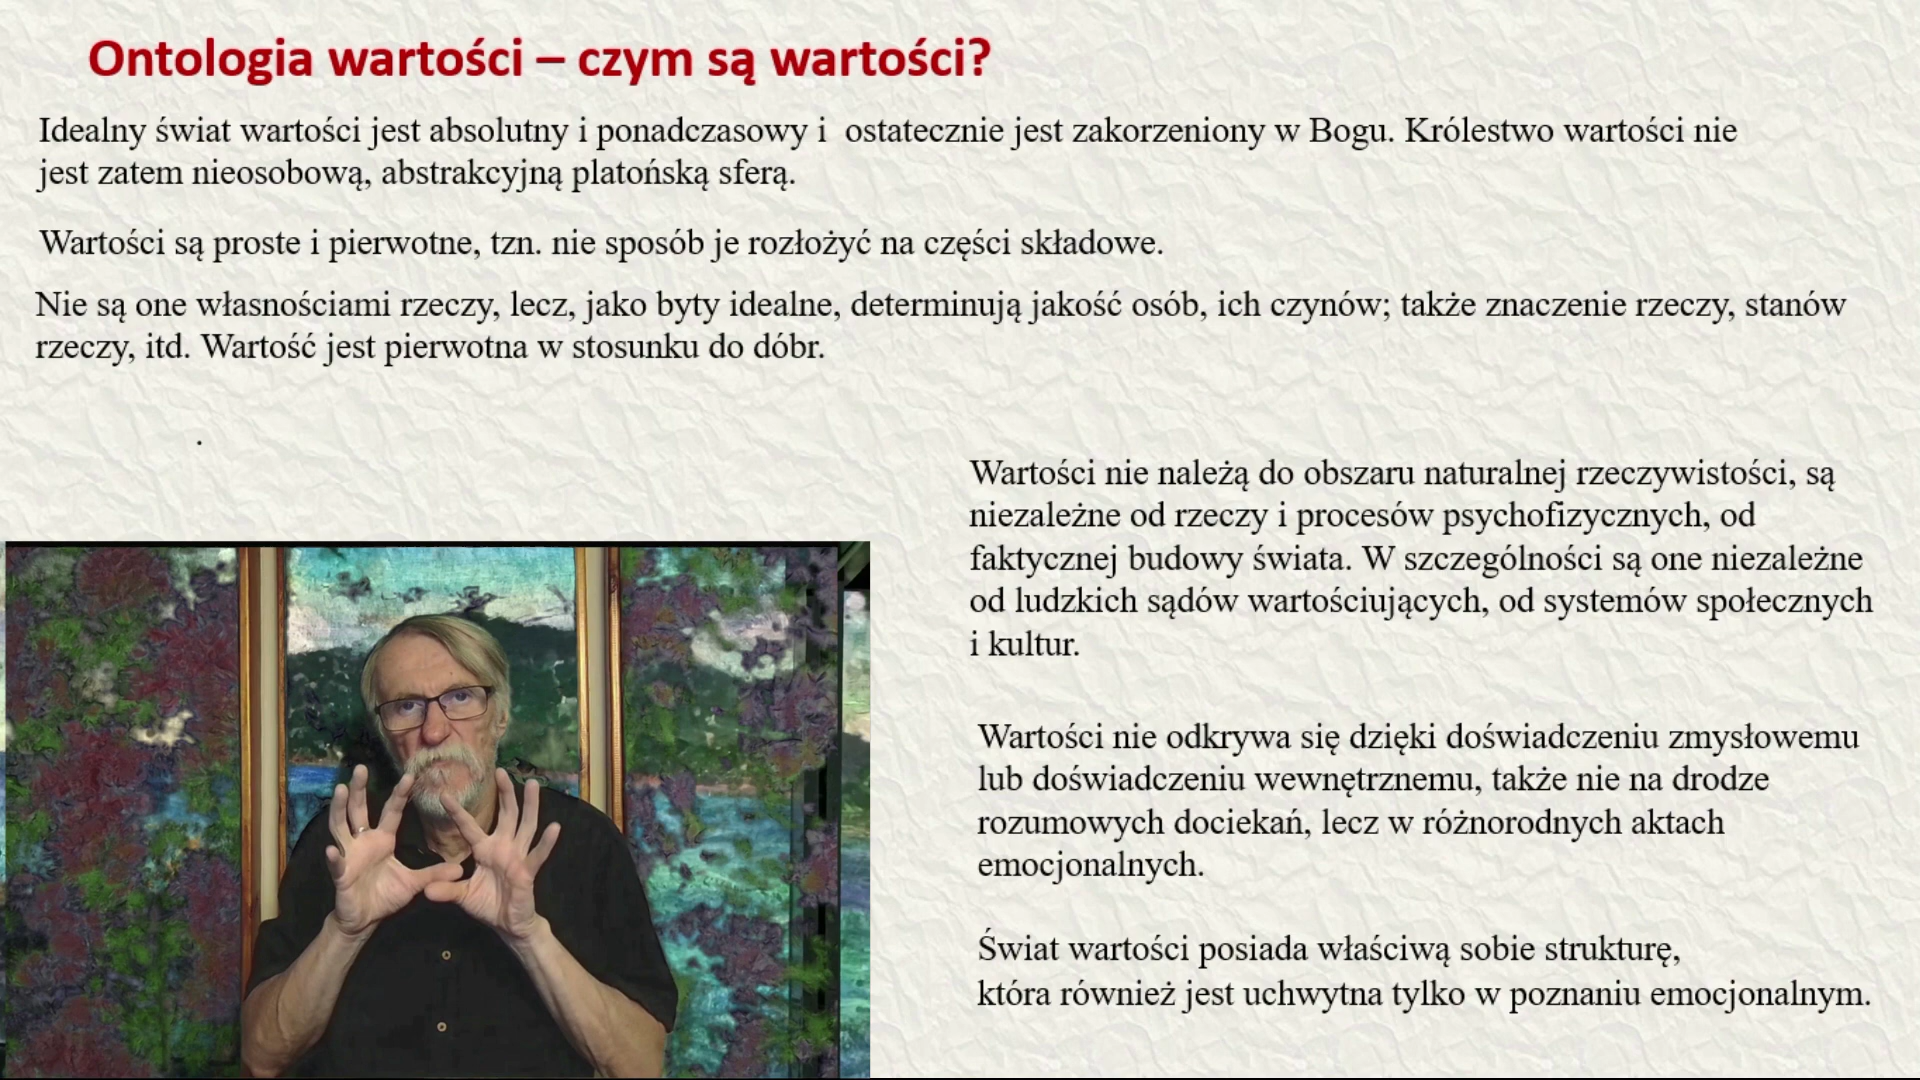 Ontologia wartości – czym są wartości?
Idealny świat wartości jest absolutny i ponadczasowy i  ostatecznie jest zakorzeniony w Bogu. Królestwo wartości nie
jest zatem nieosobową, abstrakcyjną platońską sferą.
Wartości są proste i pierwotne, tzn. nie sposób je rozłożyć na części składowe.
Nie są one własnościami rzeczy, lecz, jako byty idealne, determinują jakość osób, ich czynów; także znaczenie rzeczy, stanów
rzeczy, itd. Wartość jest pierwotna w stosunku do dóbr.
.
Wartości nie należą do obszaru naturalnej rzeczywistości, są
niezależne od rzeczy i procesów psychofizycznych, od
faktycznej budowy świata. W szczególności są one niezależne
od ludzkich sądów wartościujących, od systemów społecznych
i kultur.
Wartości nie odkrywa się dzięki doświadczeniu zmysłowemu
lub doświadczeniu wewnętrznemu, także nie na drodze
rozumowych dociekań, lecz w różnorodnych aktach
emocjonalnych.
Świat wartości posiada właściwą sobie strukturę,
która również jest uchwytna tylko w poznaniu emocjonalnym.